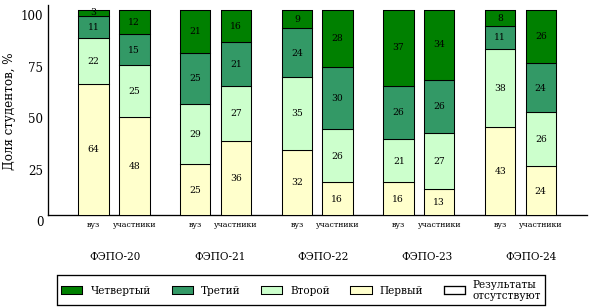 Доля студентов, %
100
75
50
25
0
3 12 21 16 9 28 37 34 8 26
11 15 25 21 24 30 26 26 11 24
22 25 29 27 35 26 21 27 38 26
64 48 25 36 32 16 16 13 43 24
вуз участники вуз участники вуз участники вуз участники вуз участники
ФЭПО-20 ФЭПО-21 ФЭПО-22 ФЭПО-23 ФЭПО-24
Четвертый Третий Второй Первый Результаты
отсутствуют